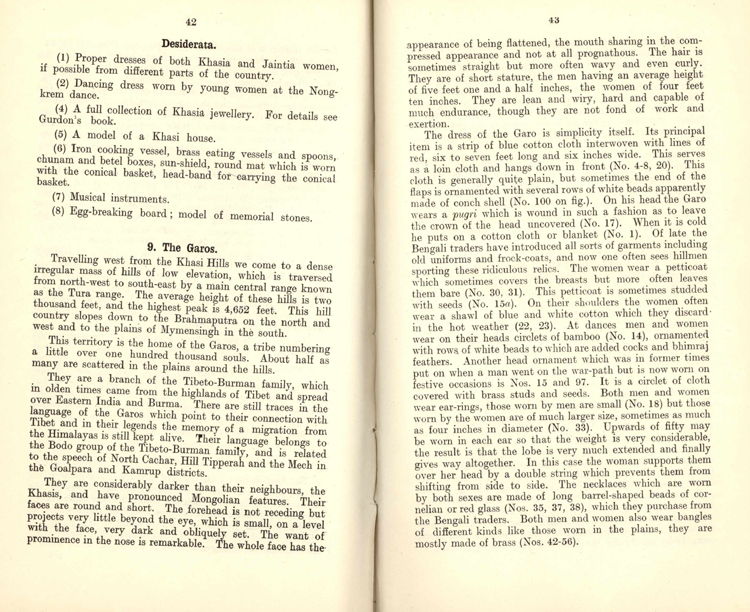 42
Desiderata.
(1) Proper dresses of both Khasia and Jaintia women,
if possible from different parts of the country.
(2) Dancing dress worn by young women at the Nong-
krem dance.
(4) A full collection of Khasia jewellery. For details see
Gurdon's book.
(5) A model of a Khasi house.
(6) Iron cooking vessel, brass eating vessels and spoons,
chunam and betel boxes, sun-shield, round mat which is worn
with the conical basket, head-band for carrying the conical
basket.
(7) Musical instruments.
(8) Egg-breaking board; model of memorial stones.
9. The Garos.
Travelling west from the Khasi Hills we come to a dense
irregular mass of hills of low elevation, which is traversed
from north-west to south-east by a main central range known
as the Tura range. The average height of these hills is two
thousand feet, and the highest peak is 4,652 feet. This hill
country slopes down to the Brahmaputra on the north and
west and to the plains of Mymensingh in the south.
This territory is the home of the Garos, a tribe numbering
a little over one hundred thousand souls. About half as
many are scattered in the plains around the hills.
They are a branch of the Tibeto-Burman family, which
in olden times came from the highlands of Tibet and spread
over Eastern India and Burma. There are still traces in the
language of the Garos which point to their connection with
Tibet and in their legends the memory of a migration from
the Himalayas is still kept alive. Their language belongs to
the Bodo group of the Tibeto-Burman family, and is related
to the speech of North Cachar, Hill Tipperah and the Mech in
the Goalpara and Kamrup districts.
They are considerably darker than their neighbours, the
Khasis, and have pronounced Mongolian features. Their
faces are round and short. The forehead is not receding but
projects very little beyond the eye, which is small, on a level
with the face, very dark and obliquely set. The want of
prominence in the nose is remarkable. The whole face has the
43
appearance of being flattened, the mouth sharing in the com-
pressed appearance and not at all prognathous. The hair is
sometimes straight but more often wavy and even curly.
They are of short stature, the men having an average height
of five feet one and a half inches, the women of four feet
ten inches. They are lean and wiry, hard and capable of
much endurance, though they are not fond of work and
exertion.
The dress of the Garo is simplicity itself. Its principal
item is a strip of blue cotton cloth interwoven with lines of
red, six to seven feet long and six inches wide. This serves
as a loin cloth and hangs down in front (No. 4-8, 20). This
cloth is generally quite plain, but sometimes the end of the
flaps is ornamented with several rows of white beads apparently
made of conch shell (No. 100 on fig.). On his head the Garo
wears a pugri which is wound in such a fashion as to leave
the crown of the head uncovered (No. 17). When it is cold
he puts on a cotton cloth or blanket (No. 1). Of late the
Bengali traders have introduced all sorts of garments including
old uniforms and frock-coats, and now one often sees hillmen
sporting these ridiculous relics. The women wear a petticoat
which sometimes covers the breasts but more often leaves
them bare (No. 30, 31). This petticoat is sometimes studded
with seeds (No. 15a). On their shoulders the women often
wear a shawl of blue and white cotton which they discard
in the hot weather (22, 23). At dances men and women
wear on their heads circlets of bamboo (No. 14), ornamented
with rows of white beads to which are added cocks and bhimraj
feathers. Another head ornament which was in former times
put on when a man went on the war-path but is now worn on
festive occasions is Nos. 15 and 97. It is a circlet of cloth
covered with brass studs and seeds. Both men and women
wear ear-rings, those worn by men are small (No. 18) but those
worn by the women are of much larger size, sometimes as much
as four inches in diameter (No. 33). Upwards of fifty may
be worn in each ear so that the weight is very considerable,
the result is that the lobe is very much extended and finally
gives way altogether. In this case the woman supports them
over her head by a double string which prevents them from
shifting from side to side. The necklaces which are worn
by both sexes are made of long barrel-shaped beads of cor-
nelian or red glass (Nos. 35, 37, 38), which they purchase from
the Bengali traders. Both men and women also wear bangles
of different kinds like those worn in the plains, they are
mostly made of brass (Nos. 42-56).